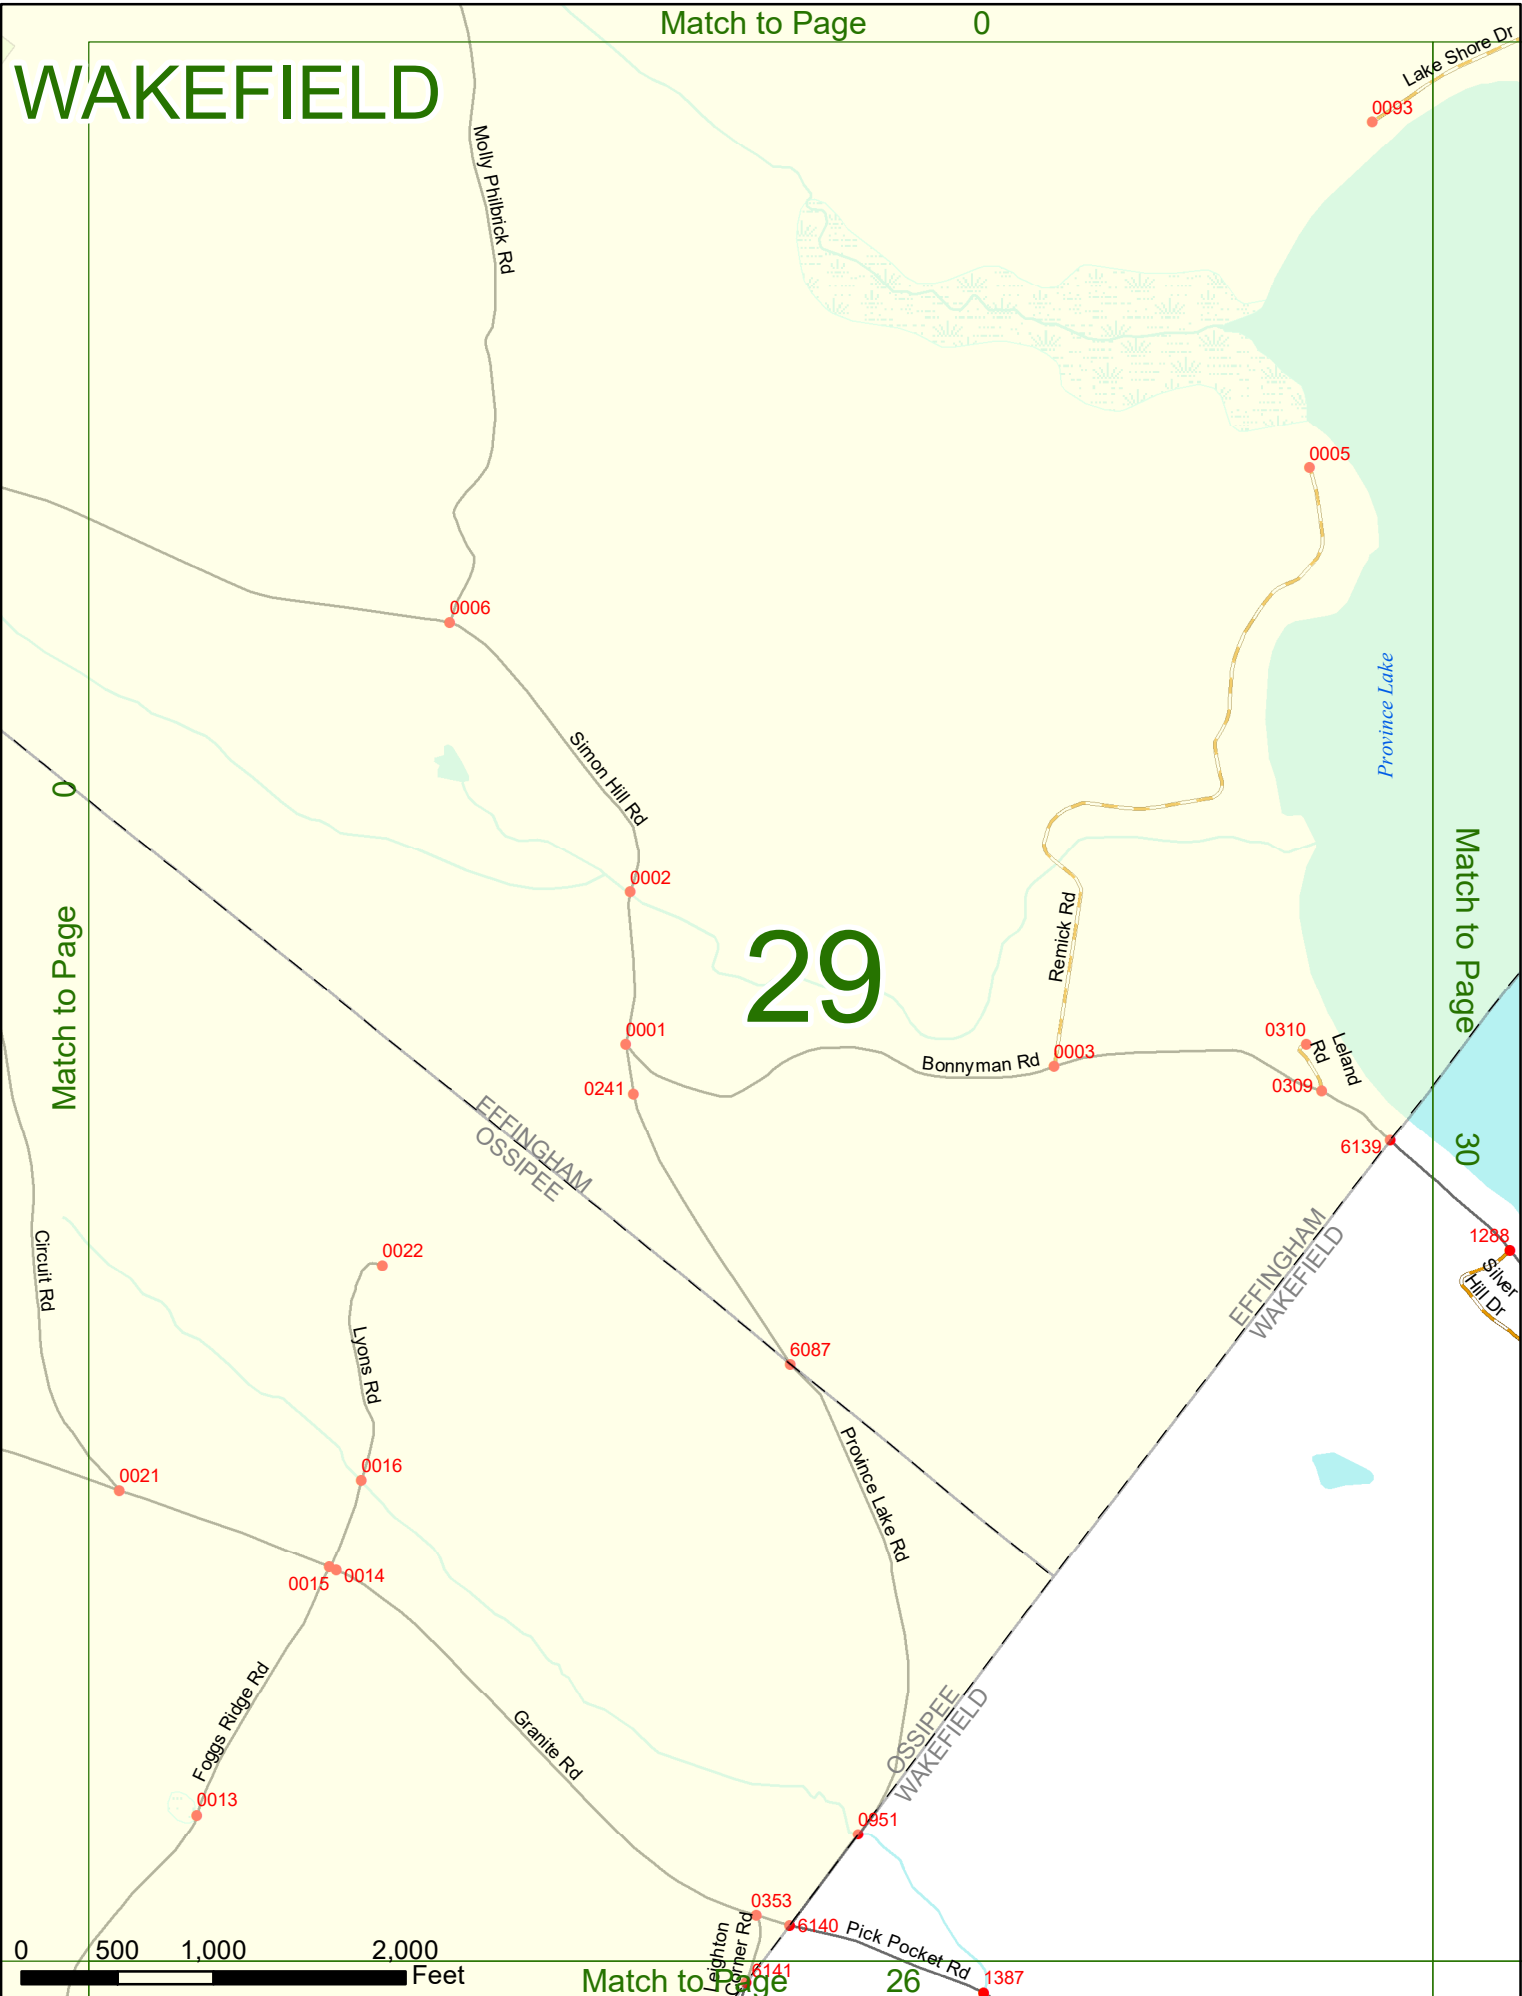 Match to Page 0
WAKEFIELD
Lake Shore Dr
0093
Molly Philbrick Rd
0005
0006
Province Lake
Simon Hill Rd
0
Match to Page
0002
29
Remick Rd
Match to Page
30
0001
Bonnyman Rd
0003
0310
Leland
Rd
0309
0241
EFFINGHAM
OSSIPEE
6139
1288
Silver
Hill Dr
EFFINGHAM
WAKEFIELD
Circuit Rd
0022
Lyons Rd
6087
Province Lake Rd
0021
0016
0015
0014
Foggs Ridge Rd
Granite Rd
OSSIPEE
WAKEFIELD
0013
0951
0353
6140
Pick Pocket Rd
Leighton
Corner Rd
6141
1387
0 500 1,000 2,000
Feet
Match to Page 26